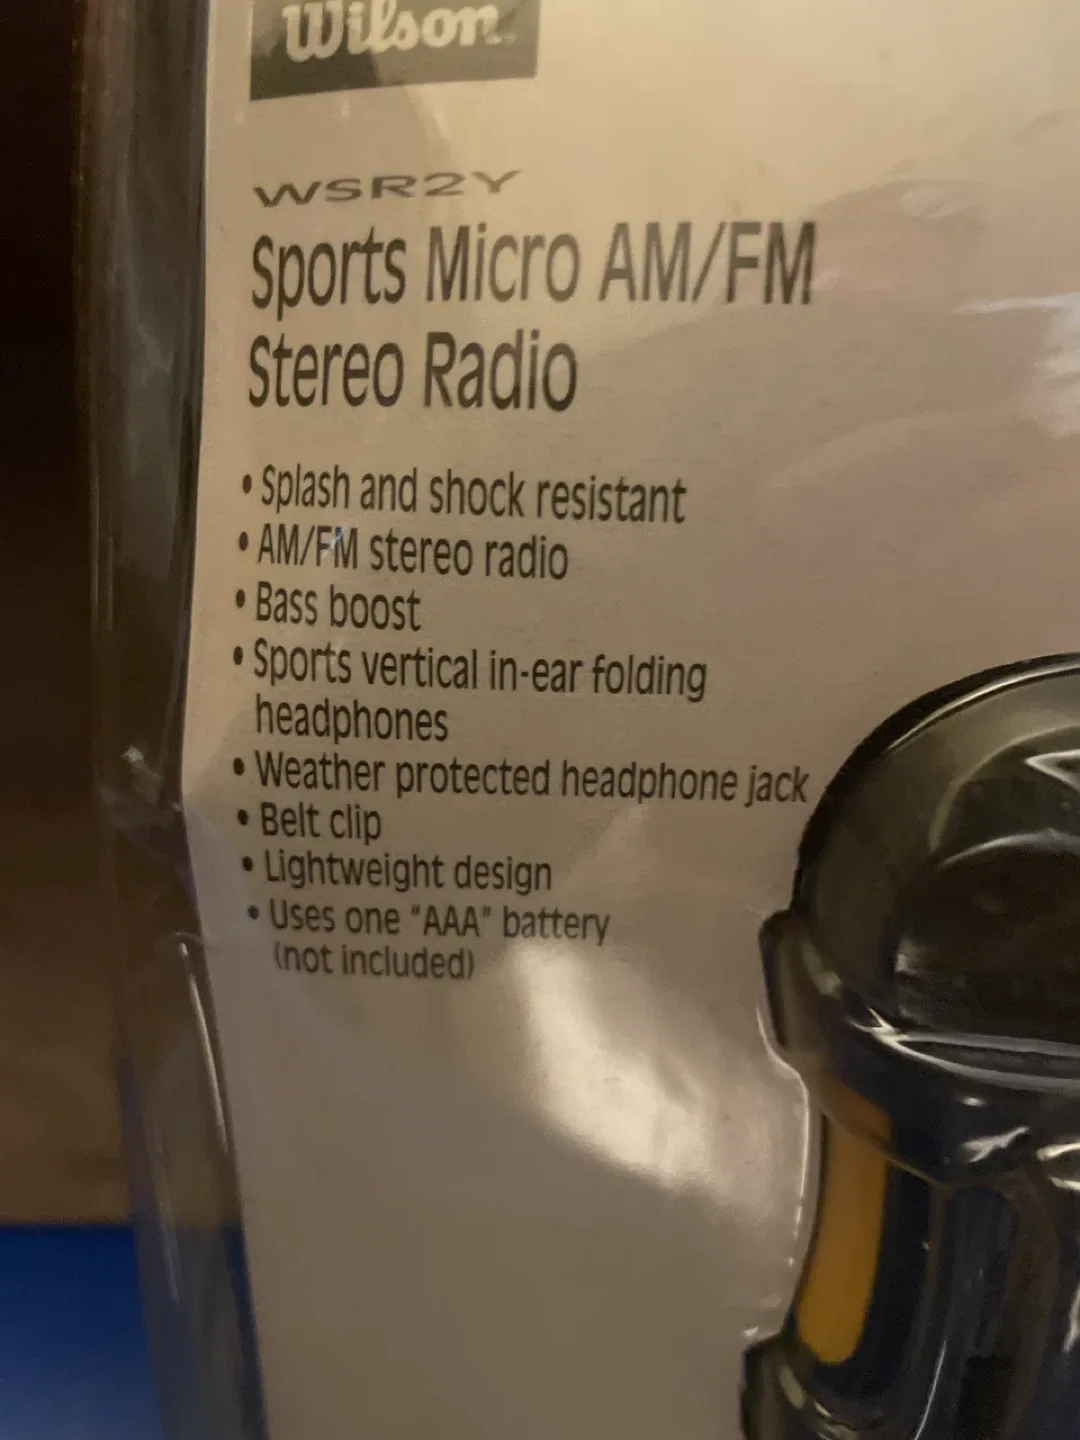 Wilson
WSR2Y
Sports Micro AM/FM
Stereo Radio
• Splash and shock resistant
• AM/FM stereo radio
• Bass boost
• Sports vertical in-ear folding
headphones
• Weather protected headphone jack
• Belt clip
• Lightweight design
• Uses one "AAA" battery
(not included)